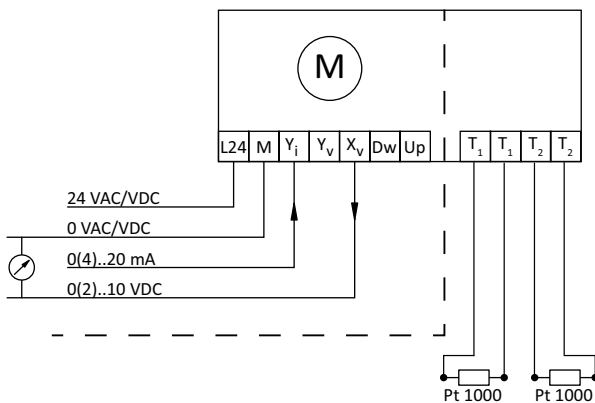 M
L24 M Yi Yv Xv Dw Up T1 T1 T2 T2
24 VAC/VDC
0 VAC/VDC
0(4)..20 mA
0(2)..10 VDC
Pt 1000 Pt 1000